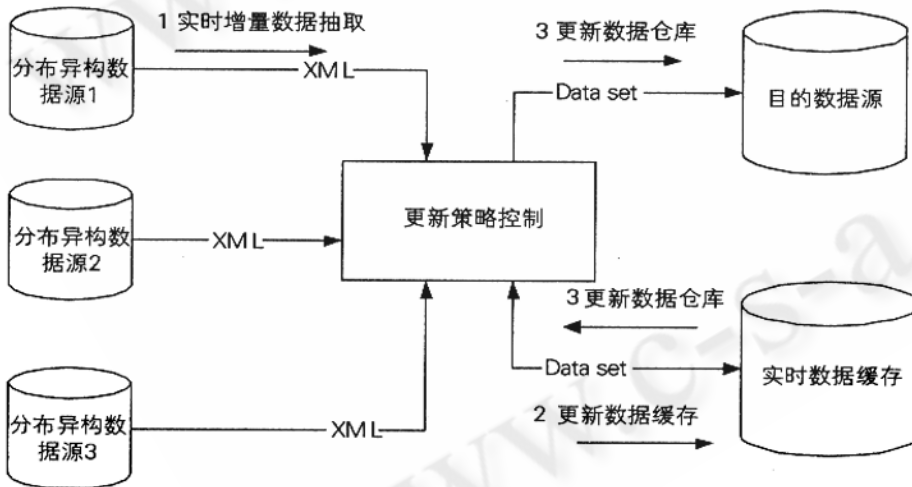 1 实时增量数据抽取
分布异构数
据源1
XML
3 更新数据仓库
Data set
目的数据源
更新策略控制
分布异构数
据源2
XML
3 更新数据仓库
Data set
实时数据缓存
2 更新数据缓存
分布异构数
据源3
XML
www.c-s-a